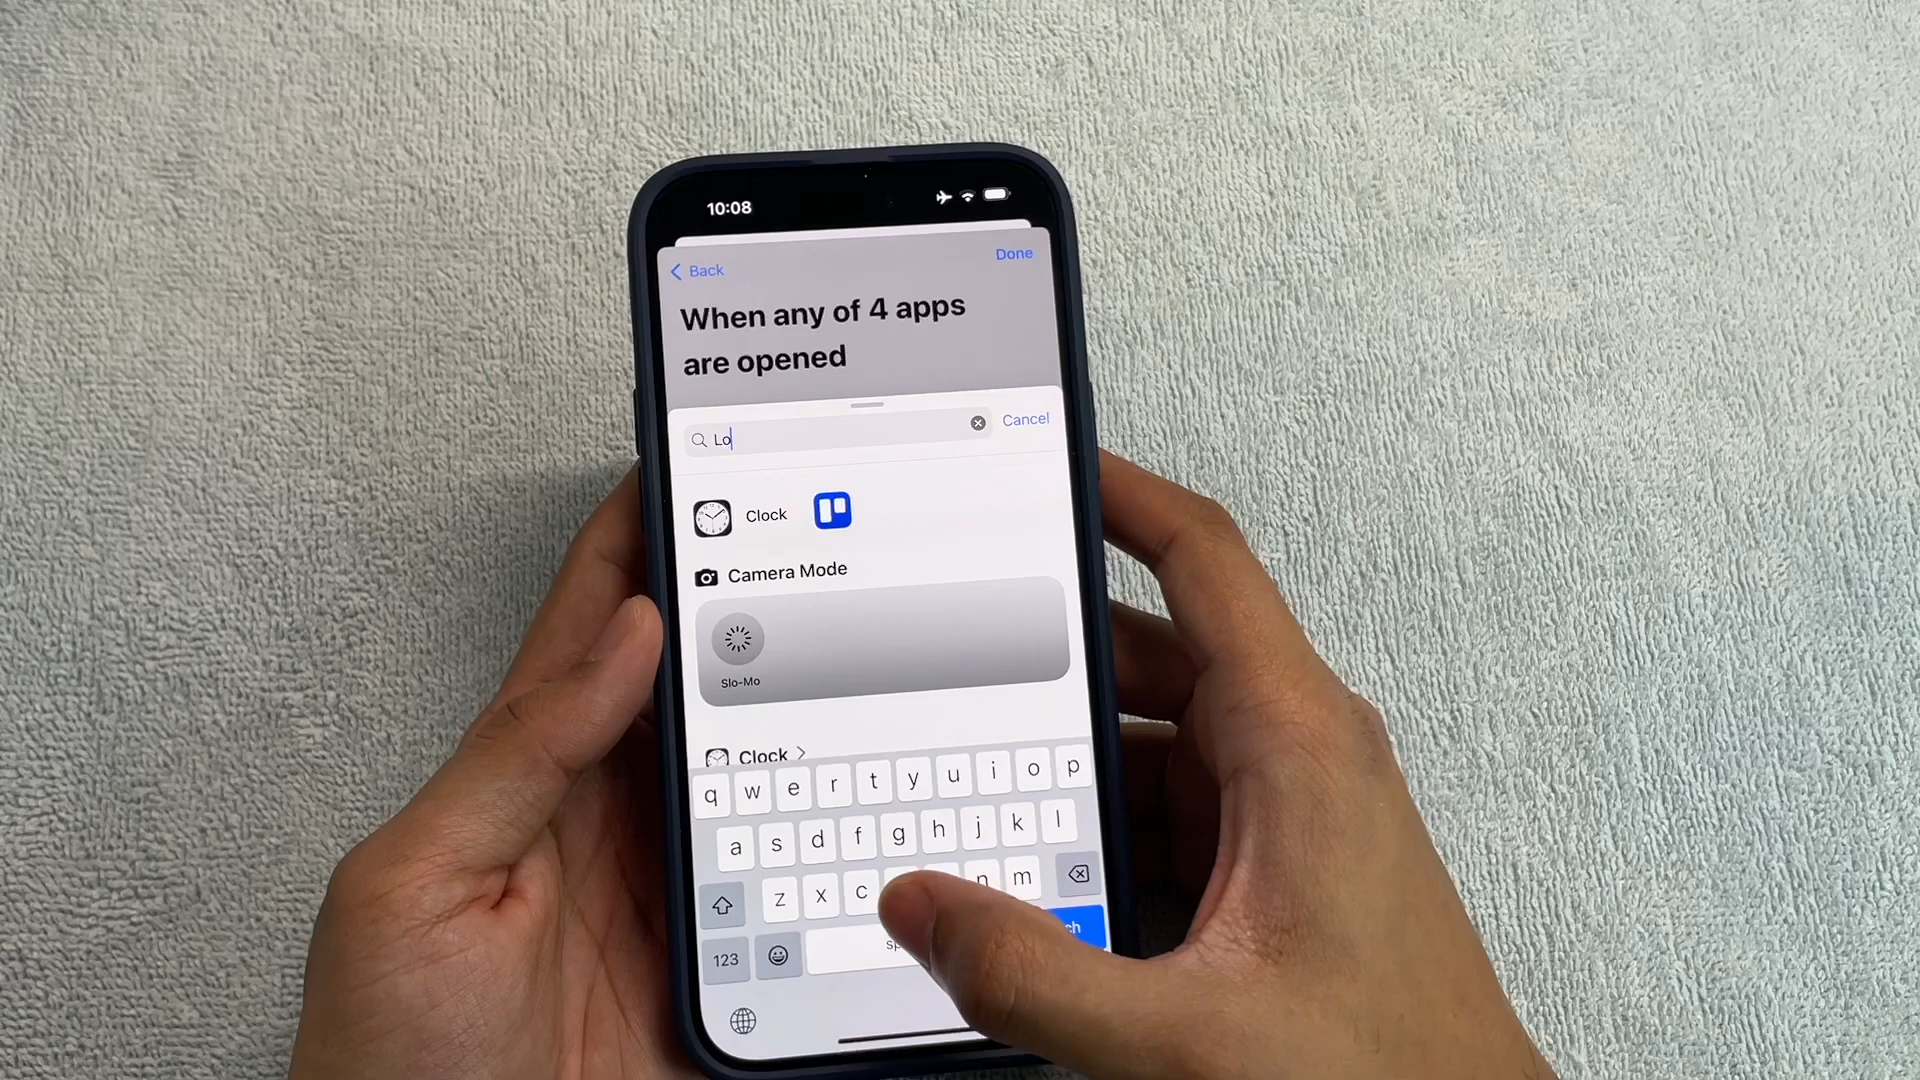 10:08
Back
Done
When any of 4 apps
are opened
Lo
Cancel
Clock
Camera Mode
Slo-Mo
Clock
q w e r t y u i o p
a s d f g h j k l
z x c n m
123